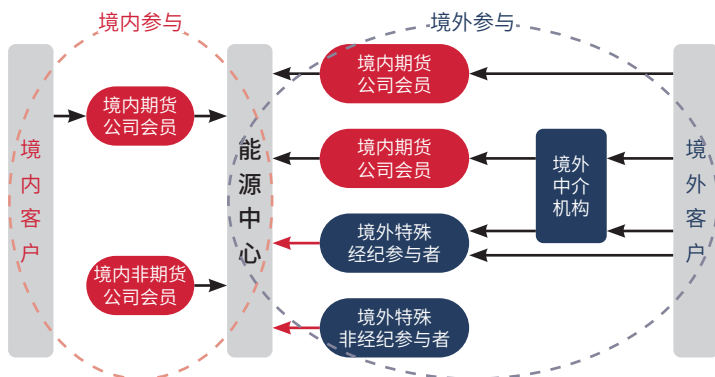 境内参与
境外参与
境内客户
境内期货
公司会员
境内非期货
公司会员
能源中心
境内期货
公司会员
境内期货
公司会员
境外特殊
经纪参与者
境外特殊
非经纪参与者
境外
中介
机构
境外客户